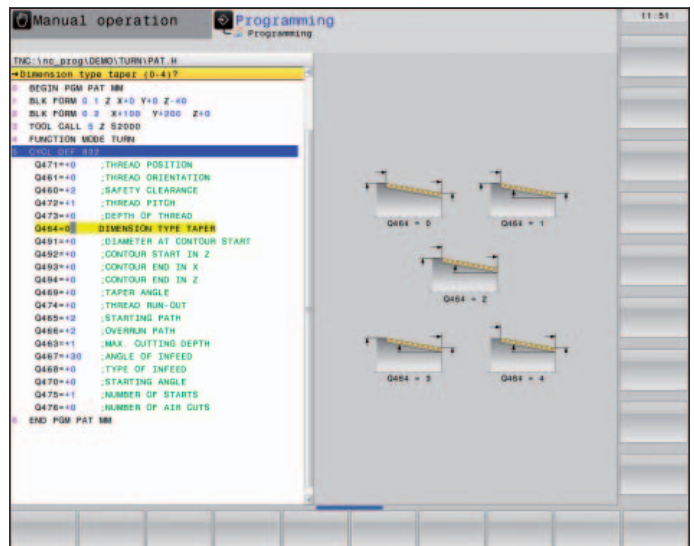 Manual operation
Programming
Programming
11:51
TNC:\nc_prog\DEMO\TURN\PAT.H
→Dimension type taper (0-4)?
0 BEGIN PGM PAT MM
1 BLK FORM 0.1 Z X+0 Y+0 Z-40
2 BLK FORM 0.2 X+100 Y+200 Z+0
3 TOOL CALL 5 Z S2000
4 FUNCTION MODE TURN
5 CYCL DEF 832
Q471=+0 ;THREAD POSITION
Q461=+0 ;THREAD ORIENTATION
Q460=+2 ;SAFETY CLEARANCE
Q472=+1 ;THREAD PITCH
Q473=+0 ;DEPTH OF THREAD
Q464=0 DIMENSION TYPE TAPER
Q491=+0 ;DIAMETER AT CONTOUR START
Q492=+0 ;CONTOUR START IN Z
Q493=+0 ;CONTOUR END IN X
Q494=+0 ;CONTOUR END IN Z
Q469=+0 ;TAPER ANGLE
Q474=+0 ;THREAD RUN-OUT
Q465=+2 ;STARTING PATH
Q466=+2 ;OVERRUN PATH
Q463=+1 ;MAX. CUTTING DEPTH
Q467=+30 ;ANGLE OF INFEED
Q468=+0 ;TYPE OF INFEED
Q470=+0 ;STARTING ANGLE
Q475=+1 ;NUMBER OF STARTS
Q476=+0 ;NUMBER OF AIR CUTS
6 END PGM PAT MM
Q464 = 0
Q464 = 1
Q464 = 2
Q464 = 3
Q464 = 4